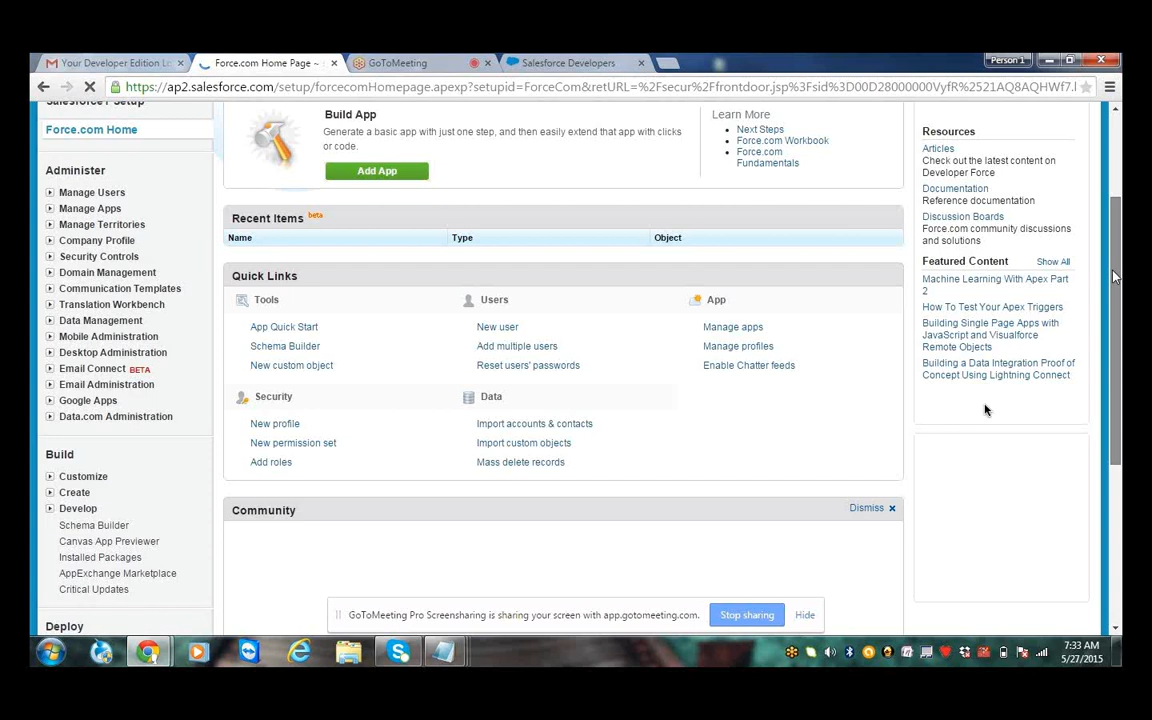 Your Developer Edition Lo
Force.com Home Page ~
GoToMeeting
Salesforce Developers
Person 1
https://ap2.salesforce.com/setup/forcecomHomepage.apexp?setupid=ForceCom&retURL=%2Fsecur%2Ffrontdoor.jsp%3Fsid%3D00D28000000VyfR%2521AQ8AQHWf7.l
Force.com Home
Administer
Manage Users
Manage Apps
Manage Territories
Company Profile
Security Controls
Domain Management
Communication Templates
Translation Workbench
Data Management
Mobile Administration
Desktop Administration
Email Connect BETA
Email Administration
Google Apps
Data.com Administration
Build
Customize
Create
Develop
Schema Builder
Canvas App Previewer
Installed Packages
AppExchange Marketplace
Critical Updates
Deploy
Build App
Generate a basic app with just one step, and then easily extend that app with clicks
or code.
Add App
Learn More
Next Steps
Force.com Workbook
Force.com
Fundamentals
Recent Items beta
Name Type Object
Quick Links
Tools
App Quick Start
Schema Builder
New custom object
Users
New user
Add multiple users
Reset users' passwords
App
Manage apps
Manage profiles
Enable Chatter feeds
Security
New profile
New permission set
Add roles
Data
Import accounts & contacts
Import custom objects
Mass delete records
Community
Dismiss
Resources
Articles
Check out the latest content on
Developer Force
Documentation
Reference documentation
Discussion Boards
Force.com community discussions
and solutions
Featured Content Show All
Machine Learning With Apex Part
2
How To Test Your Apex Triggers
Building Single Page Apps with
JavaScript and Visualforce
Remote Objects
Building a Data Integration Proof of
Concept Using Lightning Connect
GoToMeeting Pro Screensharing is sharing your screen with app.gotomeeting.com.
Stop sharing
Hide
7:33 AM
5/27/2015